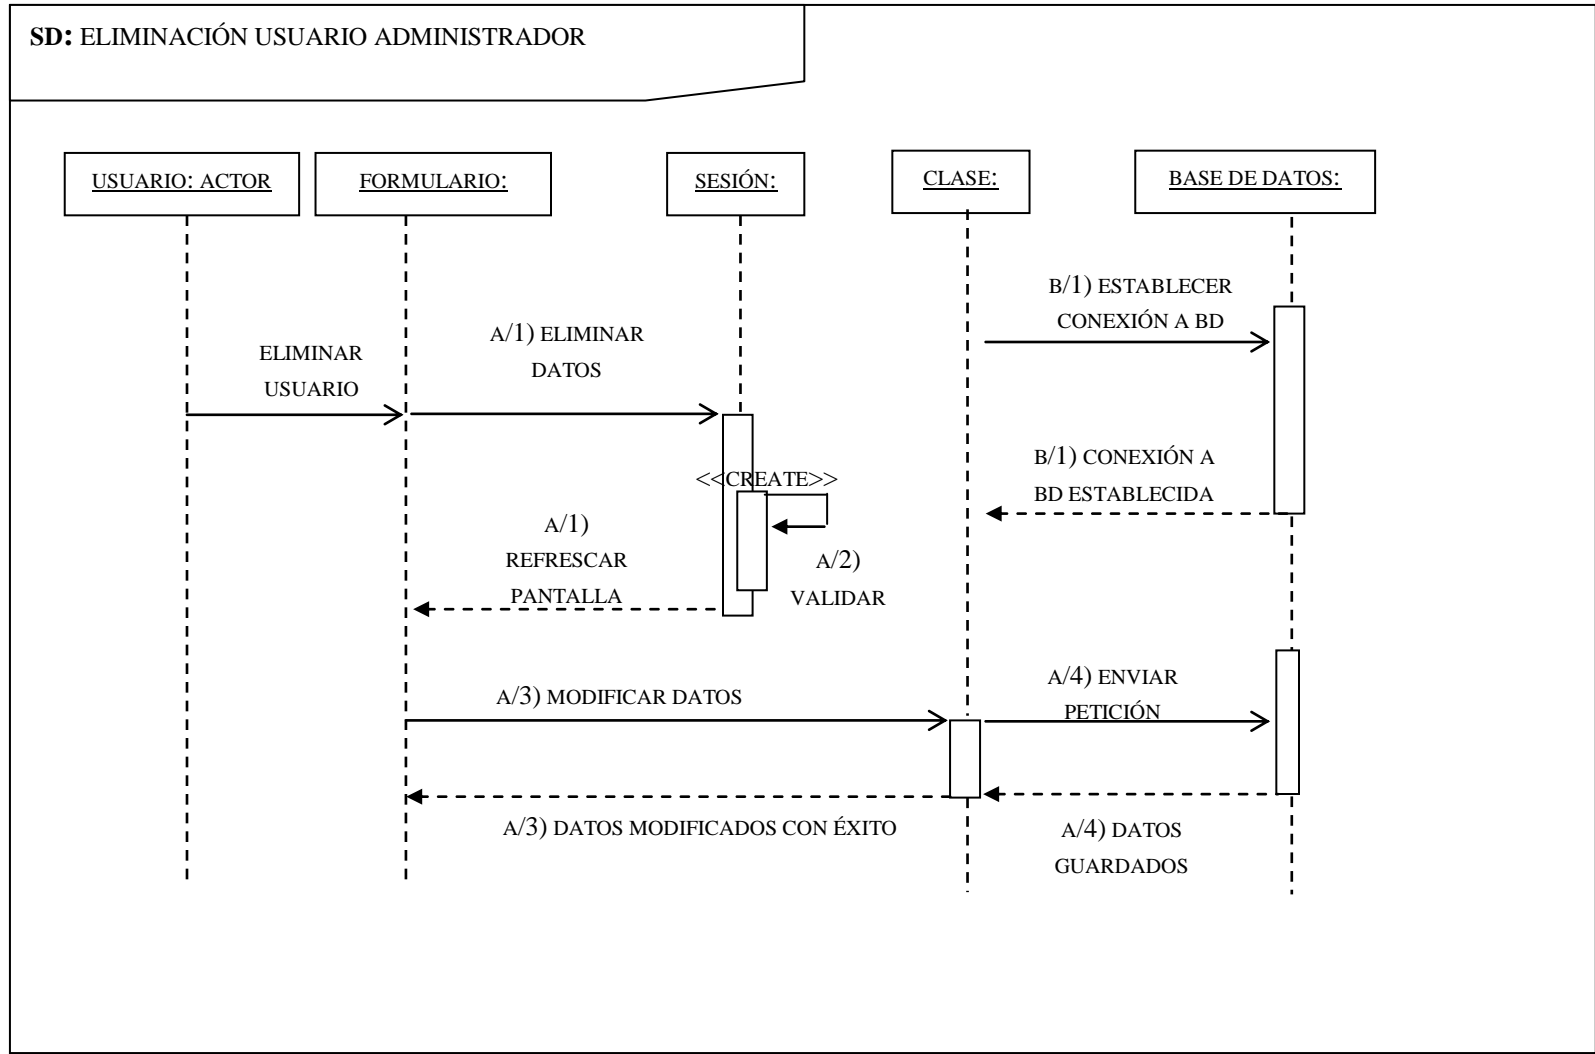 SD: ELIMINACIÓN USUARIO ADMINISTRADOR
USUARIO: ACTOR
FORMULARIO:
SESIÓN:
CLASE:
BASE DE DATOS:
B/1) ESTABLECER
CONEXIÓN A BD
A/1) ELIMINAR
DATOS
ELIMINAR
USUARIO
B/1) CONEXIÓN A
BD ESTABLECIDA
<<CREATE>>
A/1)
REFRESCAR
PANTALLA
A/2)
VALIDAR
A/3) MODIFICAR DATOS
A/4) ENVIAR
PETICIÓN
A/3) DATOS MODIFICADOS CON ÉXITO
A/4) DATOS
GUARDADOS